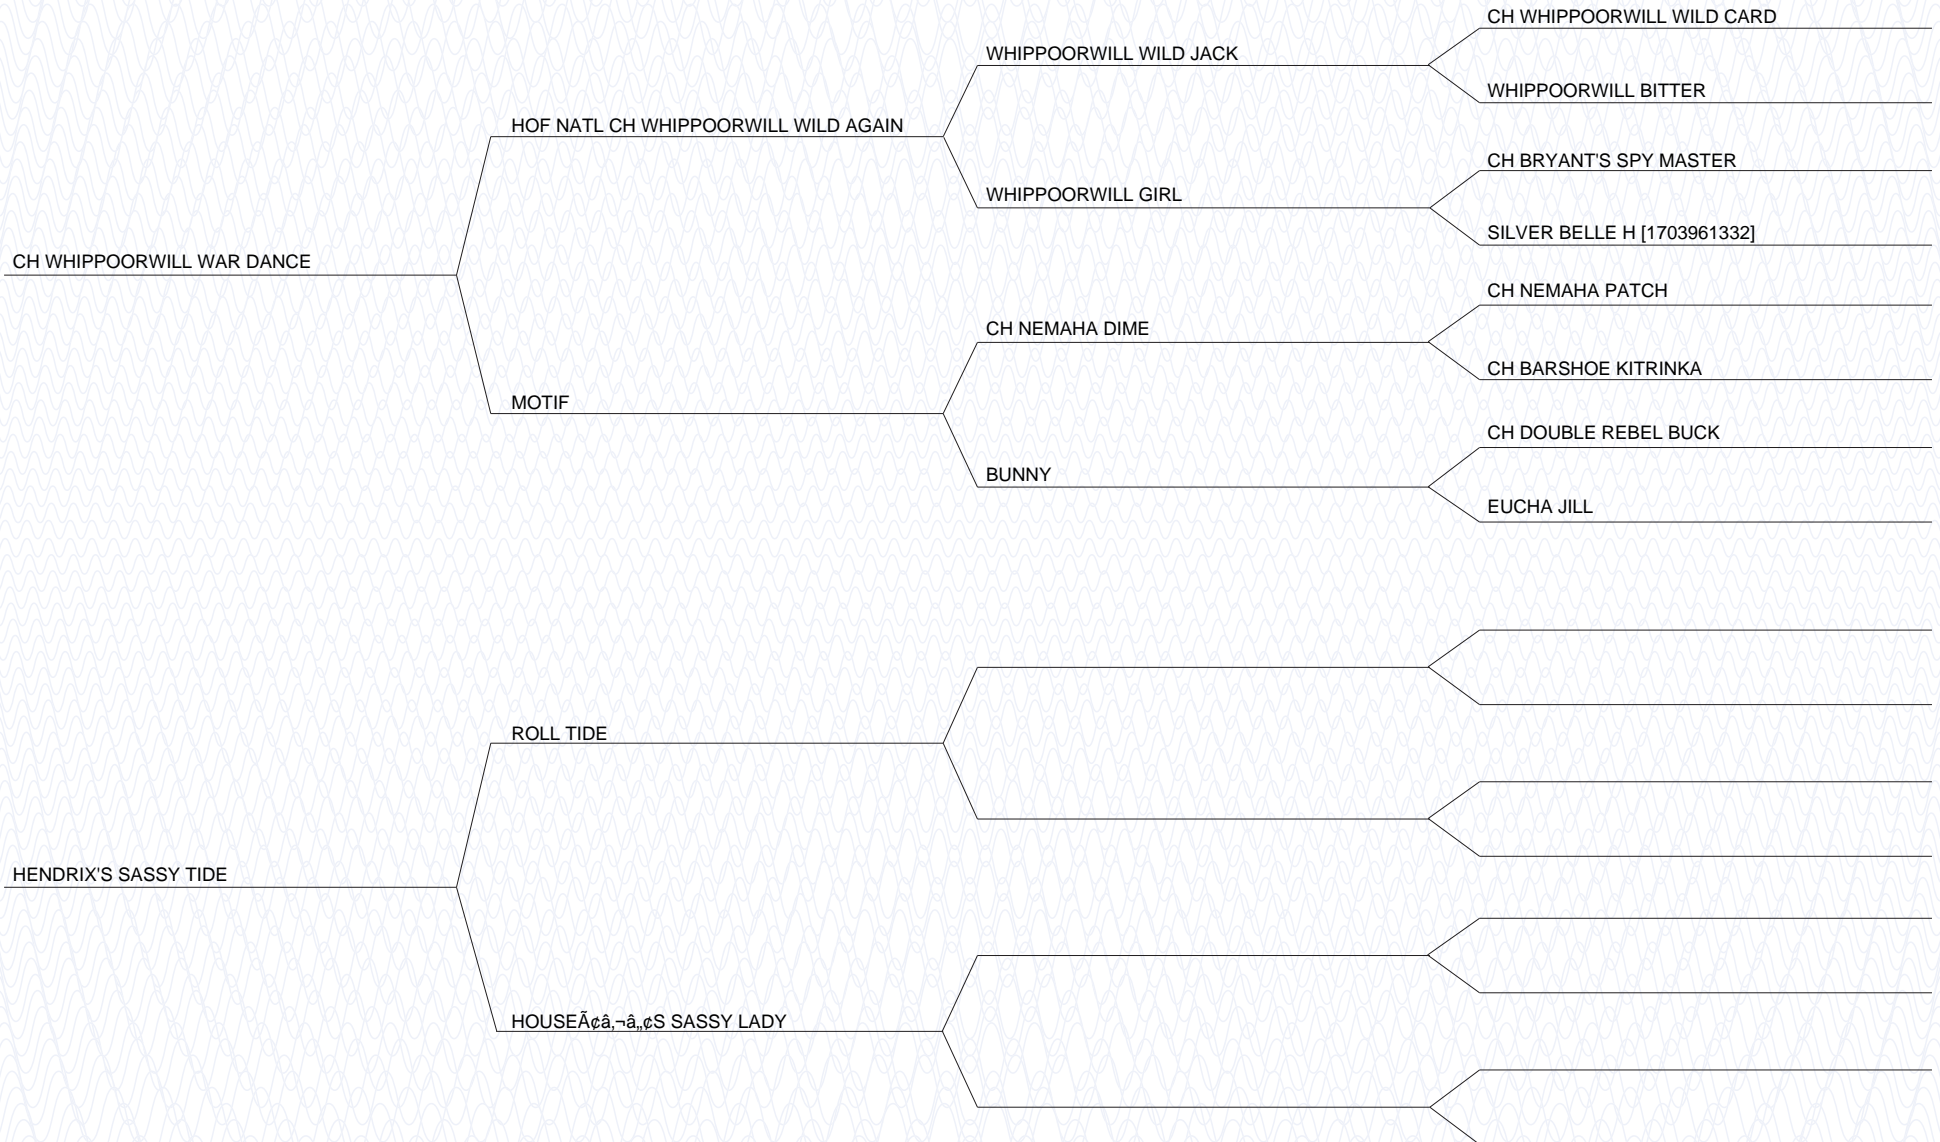 CH WHIPPOORWILL WILD CARD
WHIPPOORWILL WILD JACK
WHIPPOORWILL BITTER
HOF NATL CH WHIPPOORWILL WILD AGAIN
CH BRYANT'S SPY MASTER
WHIPPOORWILL GIRL
SILVER BELLE H [1703961332]
CH WHIPPOORWILL WAR DANCE
CH NEMAHA PATCH
CH NEMAHA DIME
CH BARSHOE KITRINKA
MOTIF
CH DOUBLE REBEL BUCK
BUNNY
EUCHA JILL
ROLL TIDE
HENDRIX'S SASSY TIDE
HOUSEÃ¢â‚¬â„¢S SASSY LADY